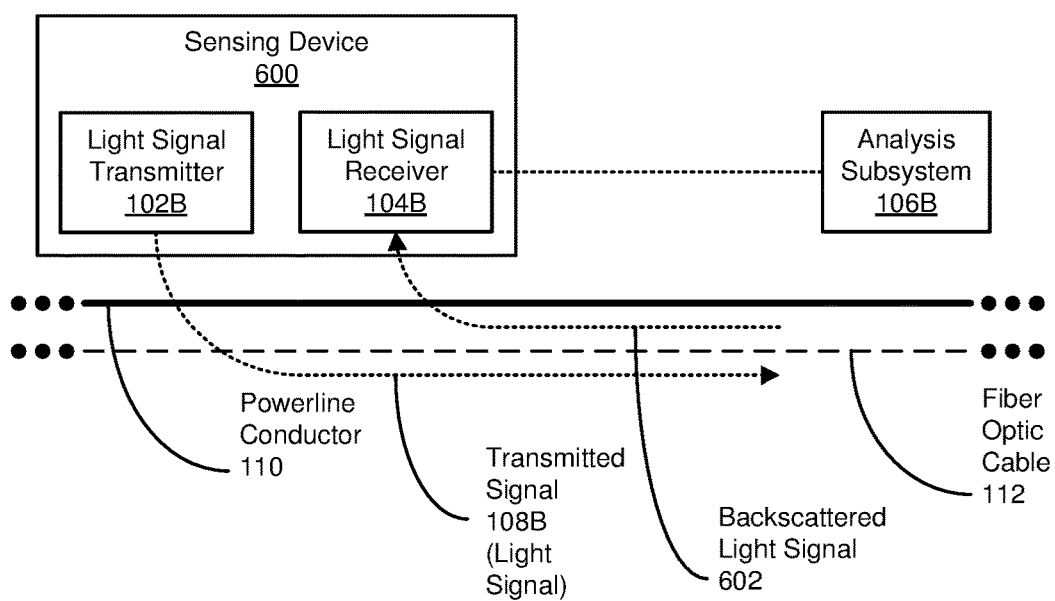 Sensing Device
600
Light Signal
Transmitter
102B
Light Signal
Receiver
104B
Analysis
Subsystem
106B
Powerline
Conductor
110
Transmitted
Signal
108B
(Light
Signal)
Backscattered
Light Signal
602
Fiber
Optic
Cable
112